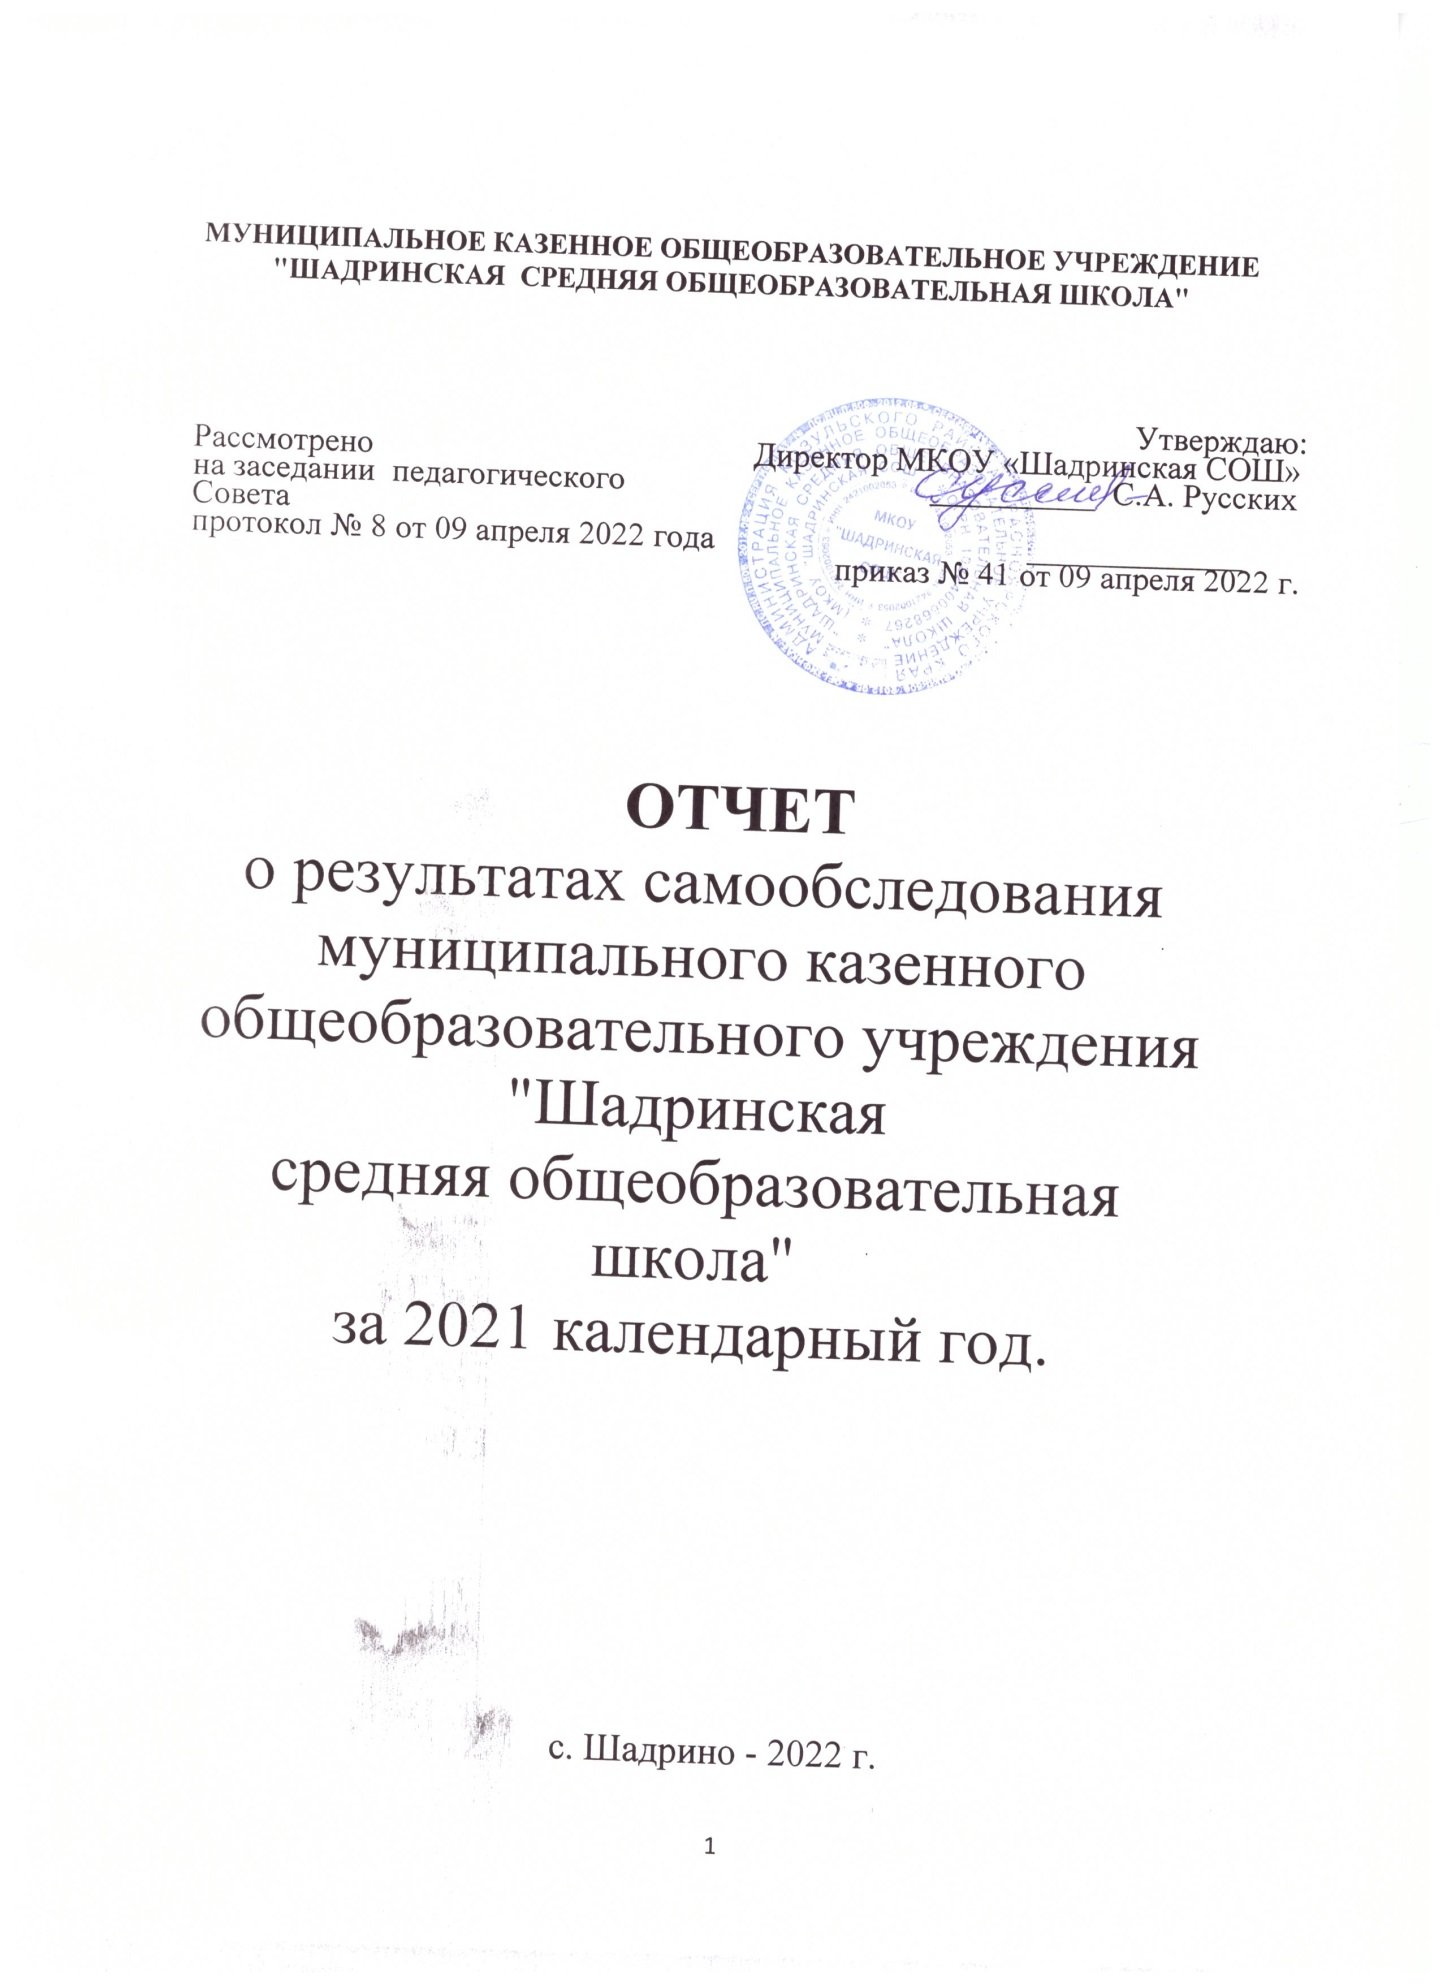 МУНИЦИПАЛЬНОЕ КАЗЕННОЕ ОБЩЕОБРАЗОВАТЕЛЬНОЕ УЧРЕЖДЕНИЕ
"ШАДРИНСКАЯ СРЕДНЯЯ ОБЩЕОБРАЗОВАТЕЛЬНАЯ ШКОЛА"
Рассмотрено
на заседании педагогического
Совета
протокол № 8 от 09 апреля 2022 года
Утверждаю:
Директор МКОУ «Шадринская СОШ»
С.А. Русских
приказ № 41 от 09 апреля 2022 г.
МКОУ
"ШАДРИНСКАЯ
ОТЧЕТ
о результатах самообследования
муниципального казенного
общеобразовательного учреждения
"Шадринская
средняя общеобразовательная
школа"
за 2021 календарный год.
с. Шадрино - 2022 г.
1